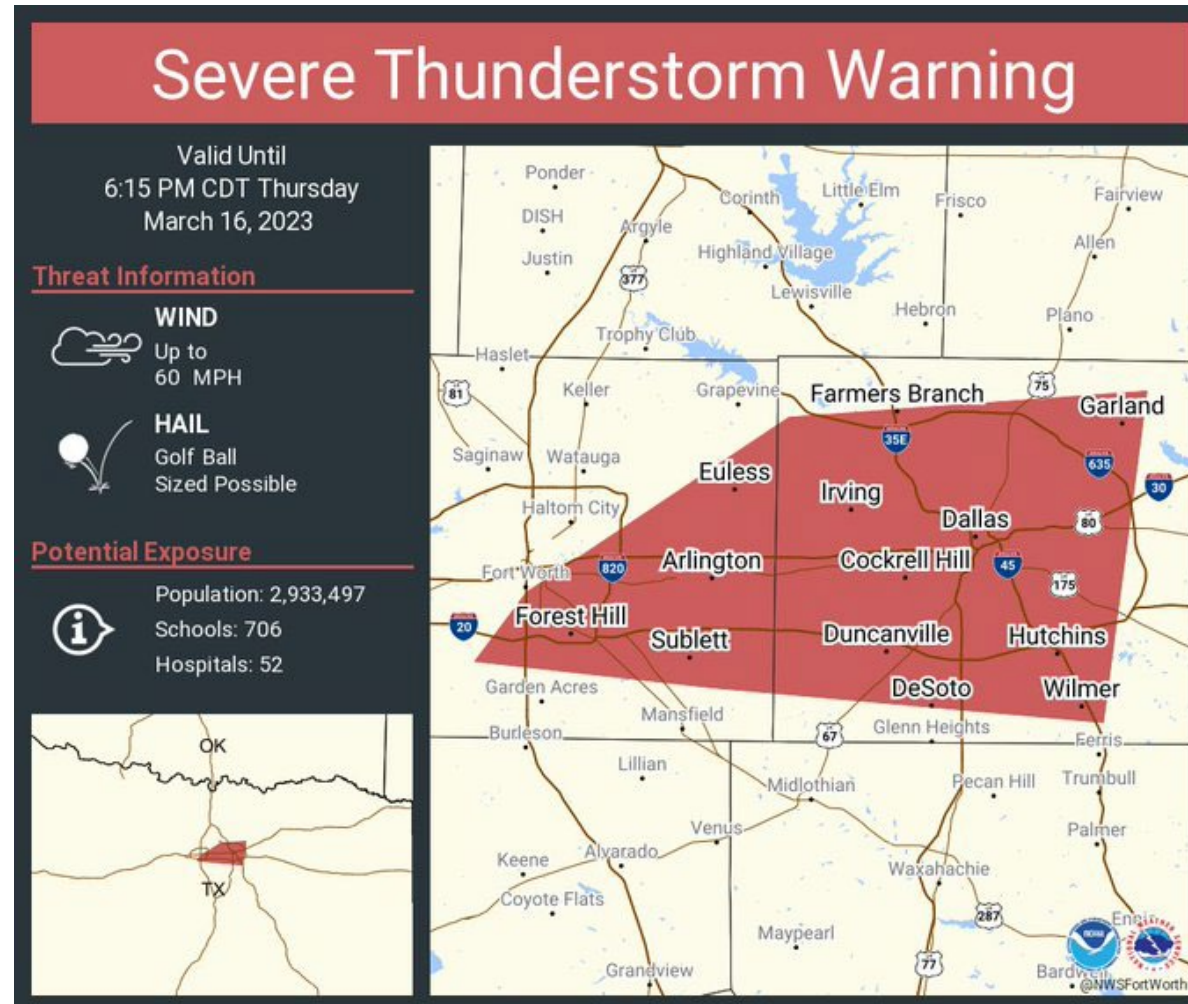 Severe Thunderstorm Warning
Valid Until
6:15 PM CDT Thursday
March 16, 2023
Threat Information
WIND
Up to
60 MPH
HAIL
Golf Ball
Sized Possible
Potential Exposure
Population: 2,933,497
Schools: 706
Hospitals: 52
OK
TX
Ponder
Corinth
Little Elm
Frisco
Fairview
DISH
Argyle
Allen
Justin
Highland Village
377
Lewisville
Hebron
Plano
Trophy Club
Haslet
81
Keller
Grapevine
Farmers Branch
75
Garland
35E
Saginaw
Watauga
Euless
635
30
Irving
Haltom City
Dallas
80
Fort Worth
820
Arlington
Cockrell Hill
45
175
20
Forest Hill
Sublett
Duncanville
Hutchins
Garden Acres
DeSoto
Wilmer
Mansfield
Burleson
67
Glenn Heights
Ferris
Lillian
Midlothian
Pecan Hill
Trumbull
Venus
Palmer
Keene
Alvarado
Waxahachie
Coyote Flats
287
Maypearl
77
Grandview
NOAA
NATIONAL WEATHER SERVICE
@NWSFortWorth